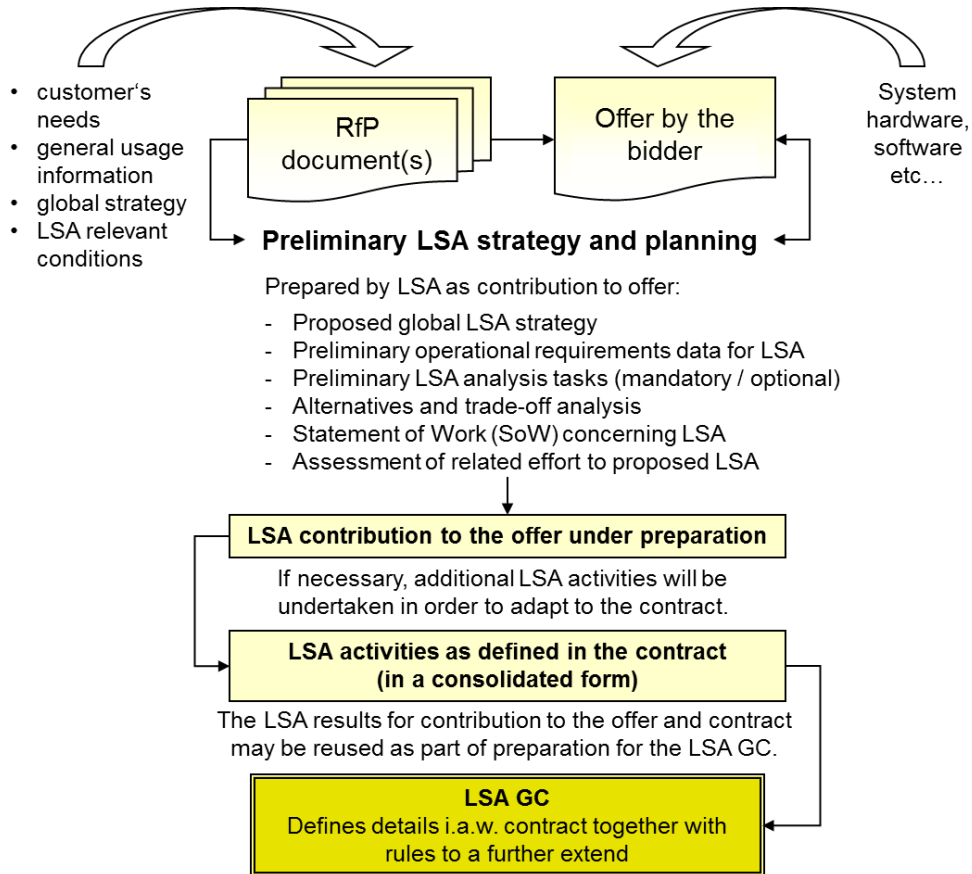 • customer‘s
needs
• general usage
information
• global strategy
• LSA relevant
conditions
RfP
document(s)
Offer by the
bidder
System
hardware,
software
etc…
Preliminary LSA strategy and planning
Prepared by LSA as contribution to offer:
- Proposed global LSA strategy
- Preliminary operational requirements data for LSA
- Preliminary LSA analysis tasks (mandatory / optional)
- Alternatives and trade-off analysis
- Statement of Work (SoW) concerning LSA
- Assessment of related effort to proposed LSA
LSA contribution to the offer under preparation
If necessary, additional LSA activities will be
undertaken in order to adapt to the contract.
LSA activities as defined in the contract
(in a consolidated form)
The LSA results for contribution to the offer and contract
may be reused as part of preparation for the LSA GC.
LSA GC
Defines details i.a.w. contract together with
rules to a further extend